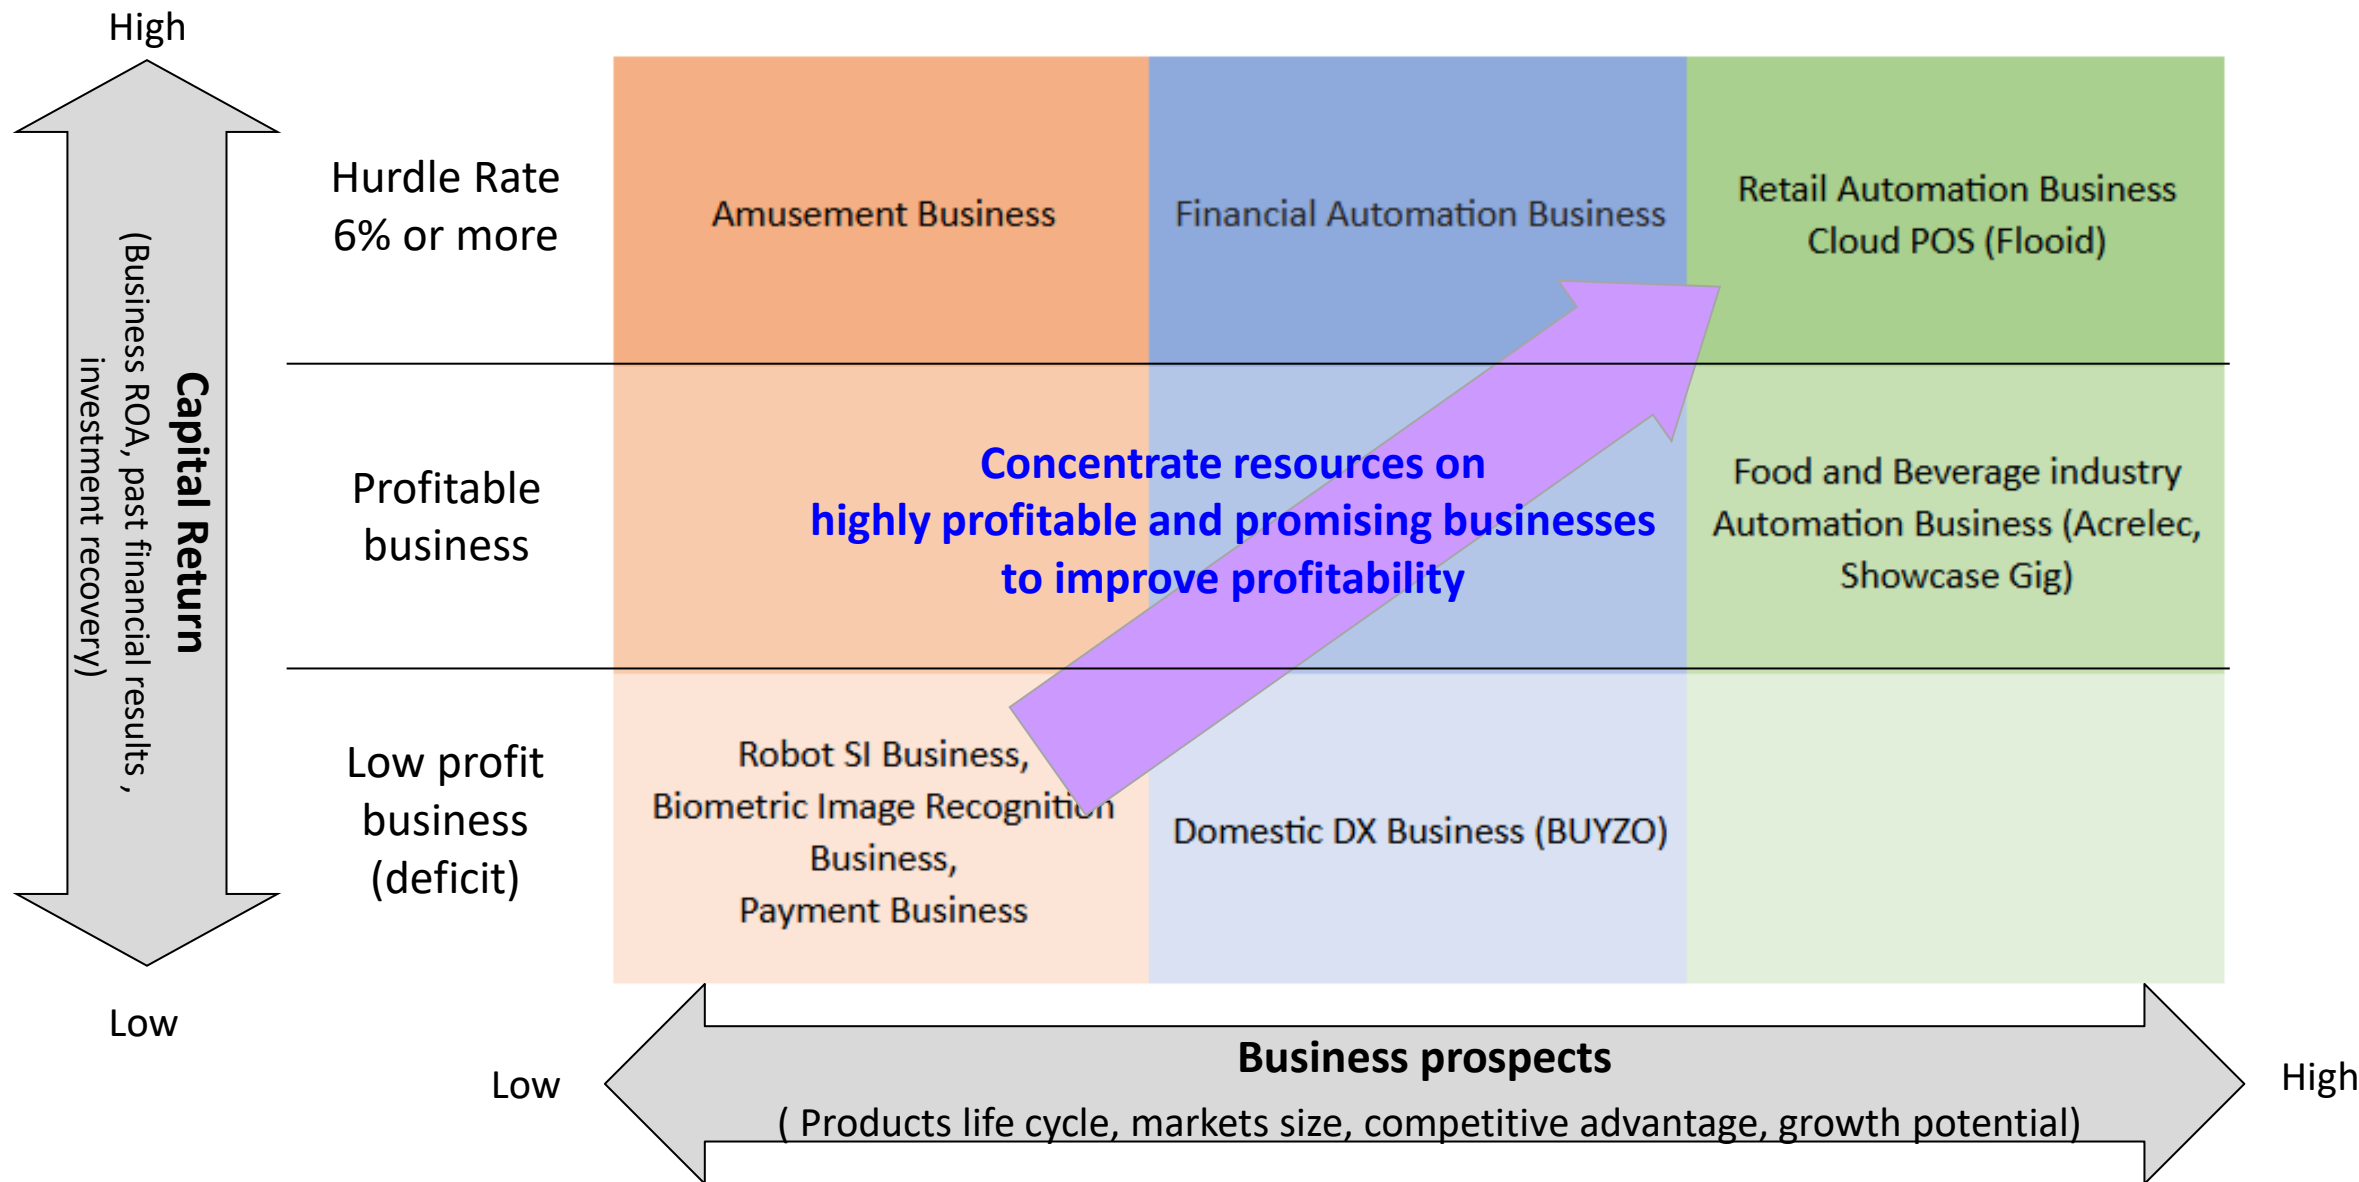 High
Capital Return
(Business ROA, past financial results ,
investment recovery)
Low
Hurdle Rate
6% or more
Amusement Business
Financial Automation Business
Retail Automation Business
Cloud POS (Flooid)
Profitable
business
Concentrate resources on
highly profitable and promising businesses
to improve profitability
Food and Beverage industry
Automation Business (Acrelec,
Showcase Gig)
Low profit
business
(deficit)
Robot SI Business,
Biometric Image Recognition
Business,
Payment Business
Domestic DX Business (BUYZO)
Low
Business prospects
( Products life cycle, markets size, competitive advantage, growth potential)
High